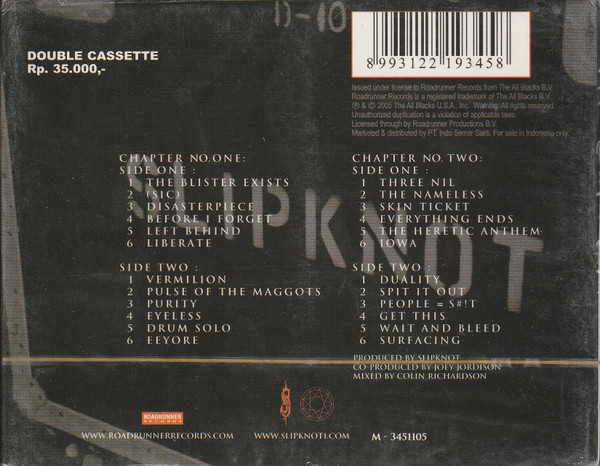 D-10
DOUBLE CASSETTE
Rp. 35.000,-
8 993122 193458
Issued under license to Roadrunner Records from The All Blacks B.V.
Roadrunner Records is a registered trademark of The All Blacks B.V.
℗ & © 2005 The All Blacks U.S.A., Inc. Warning: All rights reserved.
Unauthorized duplication is a violation of applicable laws.
Licensed through by Roadrunner Productions B.V.
Marketed & distributed by PT. Indo Semar Sakti. For sale in Indonesia only.
CHAPTER NO.ONE:
SIDE ONE :
1 THE BLISTER EXISTS
2 (SIC)
3 DISASTERPIECE
4 BEFORE I FORGET
5 LEFT BEHIND
6 LIBERATE
SIDE TWO :
1 VERMILION
2 PULSE OF THE MAGGOTS
3 PURITY
4 EYELESS
5 DRUM SOLO
6 EEYORE
CHAPTER NO. TWO:
SIDE ONE :
1 THREE NIL
2 THE NAMELESS
3 SKIN TICKET
4 EVERYTHING ENDS
5 THE HERETIC ANTHEM
6 IOWA
SIDE TWO :
1 DUALITY
2 SPIT IT OUT
3 PEOPLE = S#!T
4 GET THIS
5 WAIT AND BLEED
6 SURFACING
SLIPKNOT
PRODUCED BY SLIPKNOT
CO-PRODUCED BY JOEY JORDISON
MIXED BY COLIN RICHARDSON
ROADRUNNER
RECORDS
WWW.ROADRUNNERRECORDS.COM
WWW.SLIPKNOT1.COM
M - 3451105